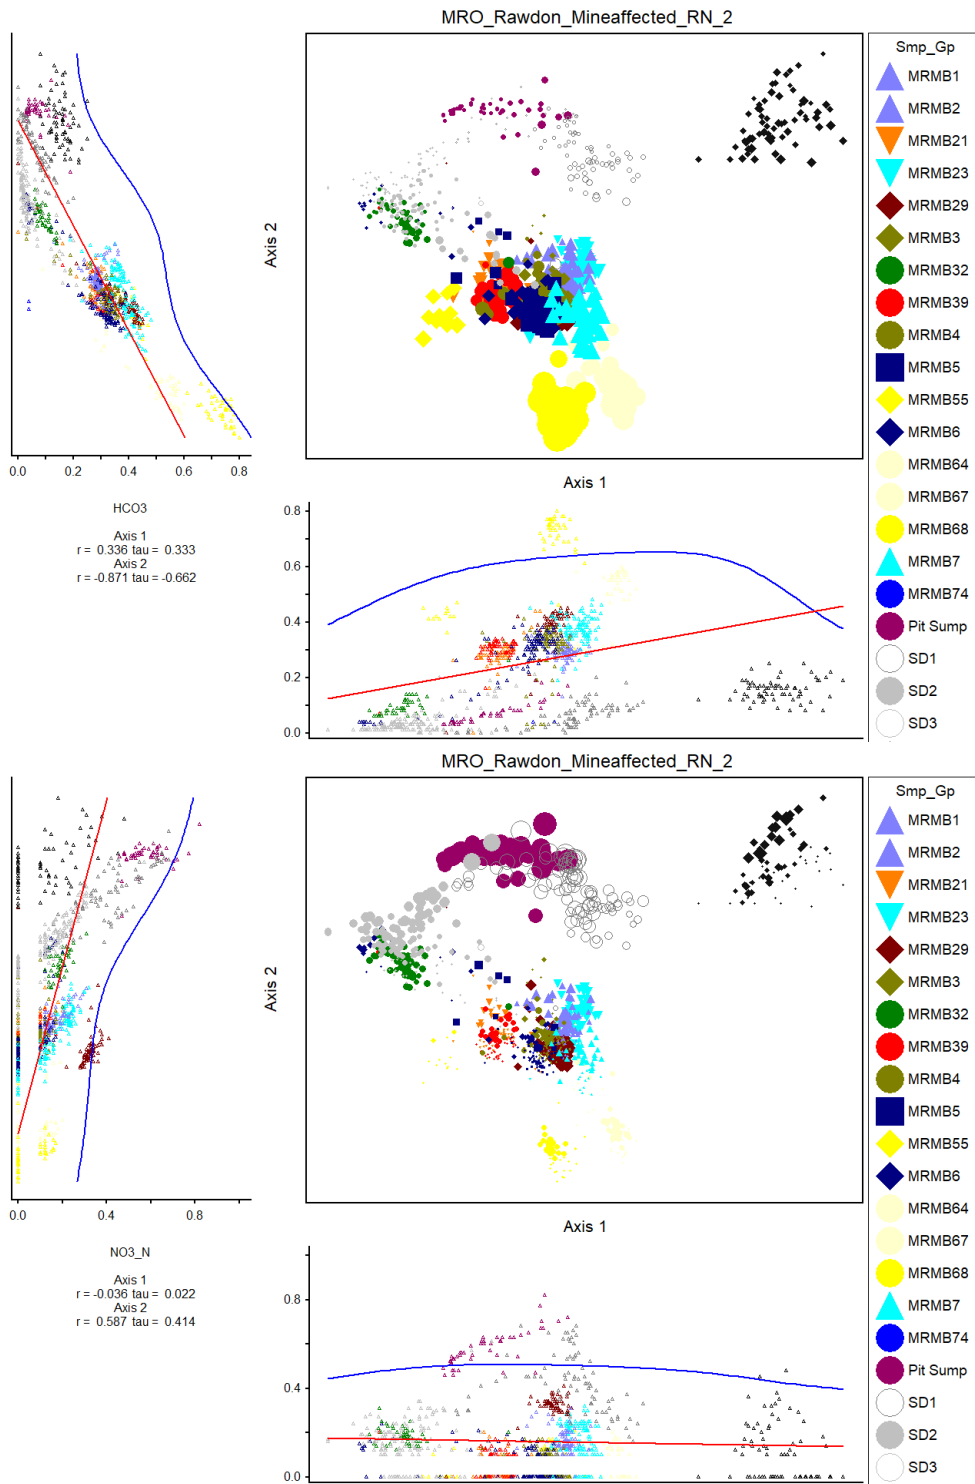 MRO_Rawdon_Mineaffected_RN_2
Axis 2
Axis 1
0.0 0.2 0.4 0.6 0.8
HCO3
Axis 1
r = 0.336 tau = 0.333
Axis 2
r = -0.871 tau = -0.662
0.8
0.6
0.4
0.2
0.0
Smp_Gp
MRMB1
MRMB2
MRMB21
MRMB23
MRMB29
MRMB3
MRMB32
MRMB39
MRMB4
MRMB5
MRMB55
MRMB6
MRMB64
MRMB67
MRMB68
MRMB7
MRMB74
Pit Sump
SD1
SD2
SD3
MRO_Rawdon_Mineaffected_RN_2
Axis 2
Axis 1
0.0 0.4 0.8
NO3_N
Axis 1
r = -0.036 tau = 0.022
Axis 2
r = 0.587 tau = 0.414
0.8
0.4
0.0
Smp_Gp
MRMB1
MRMB2
MRMB21
MRMB23
MRMB29
MRMB3
MRMB32
MRMB39
MRMB4
MRMB5
MRMB55
MRMB6
MRMB64
MRMB67
MRMB68
MRMB7
MRMB74
Pit Sump
SD1
SD2
SD3